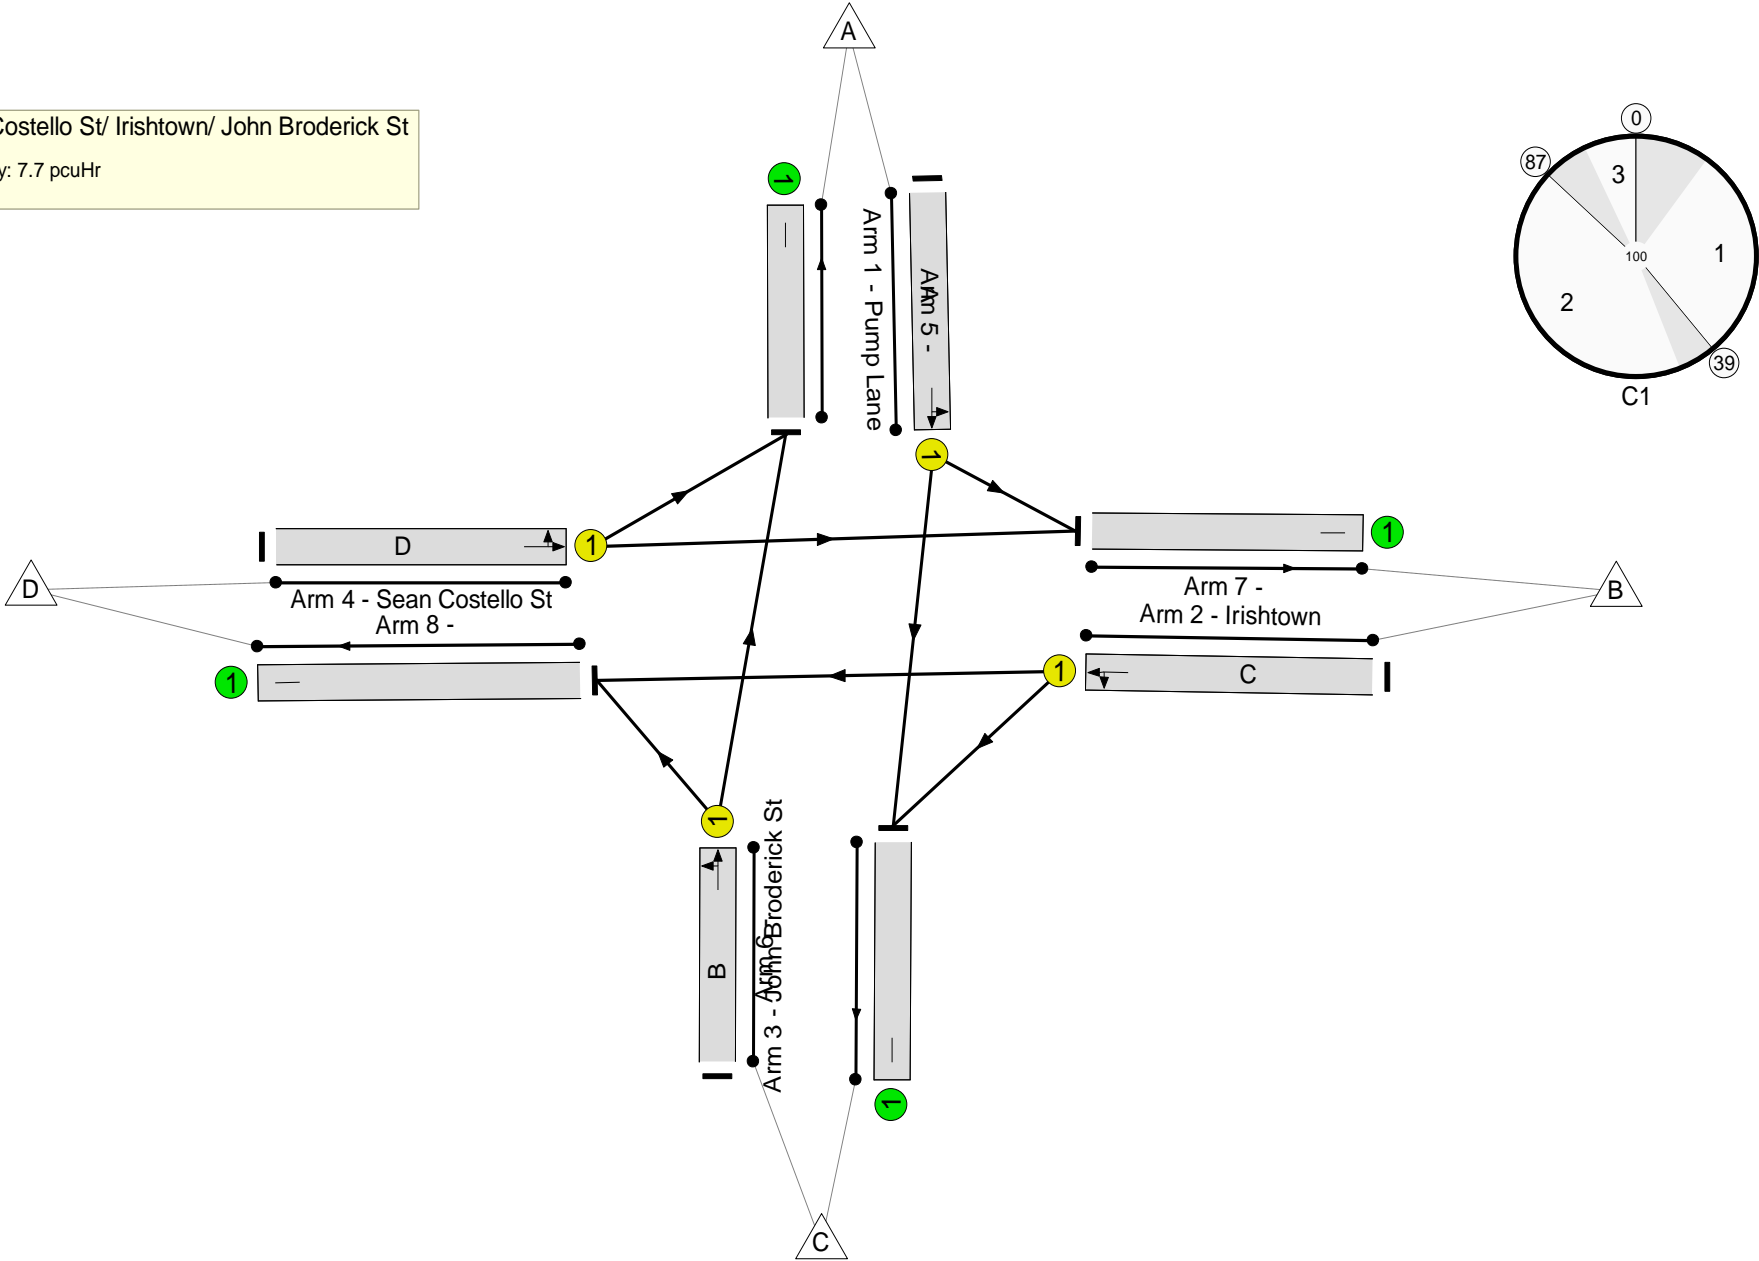 A
Costello St/ Irishtown/ John Broderick St
y: 7.7 pcuHr
0
87
3
1
100
2
39
C1
1
Arm 1 - Pump Lane
A
Arm 5 -
1
D
1
1
D
Arm 4 - Sean Costello St
Arm 8 -
Arm 7 -
Arm 2 - Irishtown
B
1
1
C
1
B
Arm 6 -
Arm 3 - John Broderick St
1
C